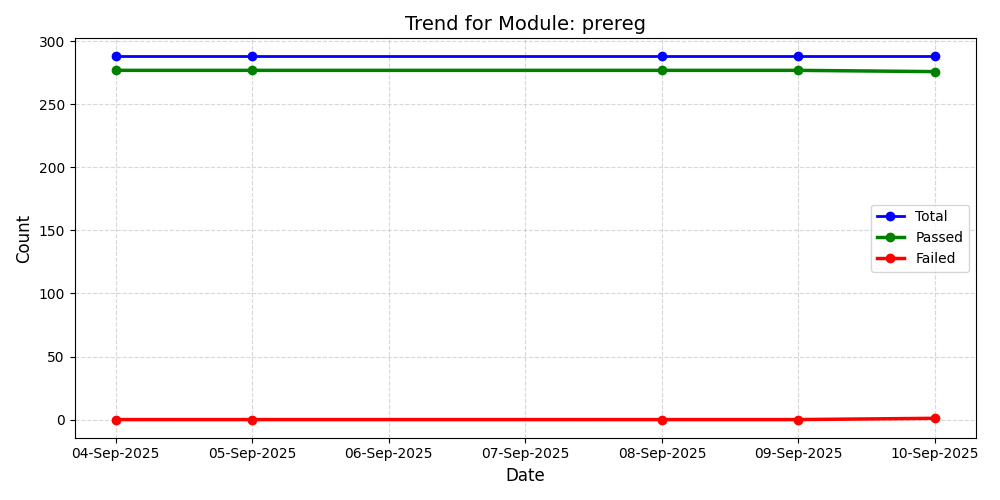 Trend for Module: prereg
300
250
200
150
100
50
0
Count
Total
Passed
Failed
04-Sep-2025 05-Sep-2025 06-Sep-2025 07-Sep-2025 08-Sep-2025 09-Sep-2025 10-Sep-2025
Date